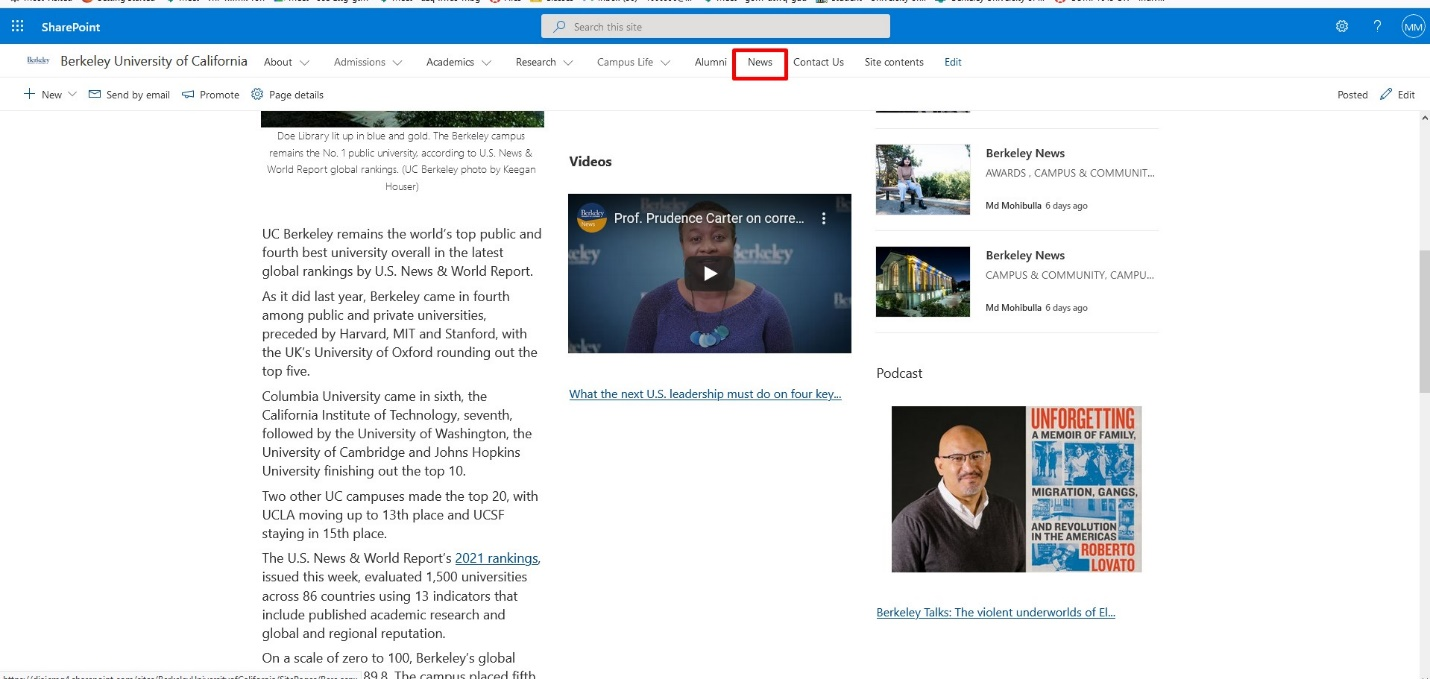 SharePoint
Search this site
?
MM
Berkeley
Berkeley University of California
About
Admissions
Academics
Research
Campus Life
Alumni
News
Contact Us
Site contents
Edit
New
Send by email
Promote
Page details
Posted
Edit
Doe Library lit up in blue and gold. The Berkeley campus
remains the No. 1 public university, according to U.S. News &
World Report global rankings. (UC Berkeley photo by Keegan
Houser)
UC Berkeley remains the world's top public and
fourth best university overall in the latest
global rankings by U.S. News & World Report.
As it did last year, Berkeley came in fourth
among public and private universities,
preceded by Harvard, MIT and Stanford, with
the UK's University of Oxford rounding out the
top five.
Columbia University came in sixth, the
California Institute of Technology, seventh,
followed by the University of Washington, the
University of Cambridge and Johns Hopkins
University finishing out the top 10.
Two other UC campuses made the top 20, with
UCLA moving up to 13th place and UCSF
staying in 15th place.
The U.S. News & World Report's 2021 rankings,
issued this week, evaluated 1,500 universities
across 86 countries using 13 indicators that
include published academic research and
global and regional reputation.
On a scale of zero to 100, Berkeley's global
89.8. The campus placed fifth
Videos
Berkeley
News
Prof. Prudence Carter on corre...
Berkeley
What the next U.S. leadership must do on four key...
Berkeley News
AWARDS , CAMPUS & COMMUNIT...
Md Mohibulla 6 days ago
Berkeley News
CAMPUS & COMMUNITY, CAMPU...
Md Mohibulla 6 days ago
Podcast
UNFORGETTING
A MEMOIR OF FAMILY,
MIGRATION, GANGS,
AND REVOLUTION
IN THE AMERICAS
ROBERTO
LOVATO
Berkeley Talks: The violent underworlds of El...